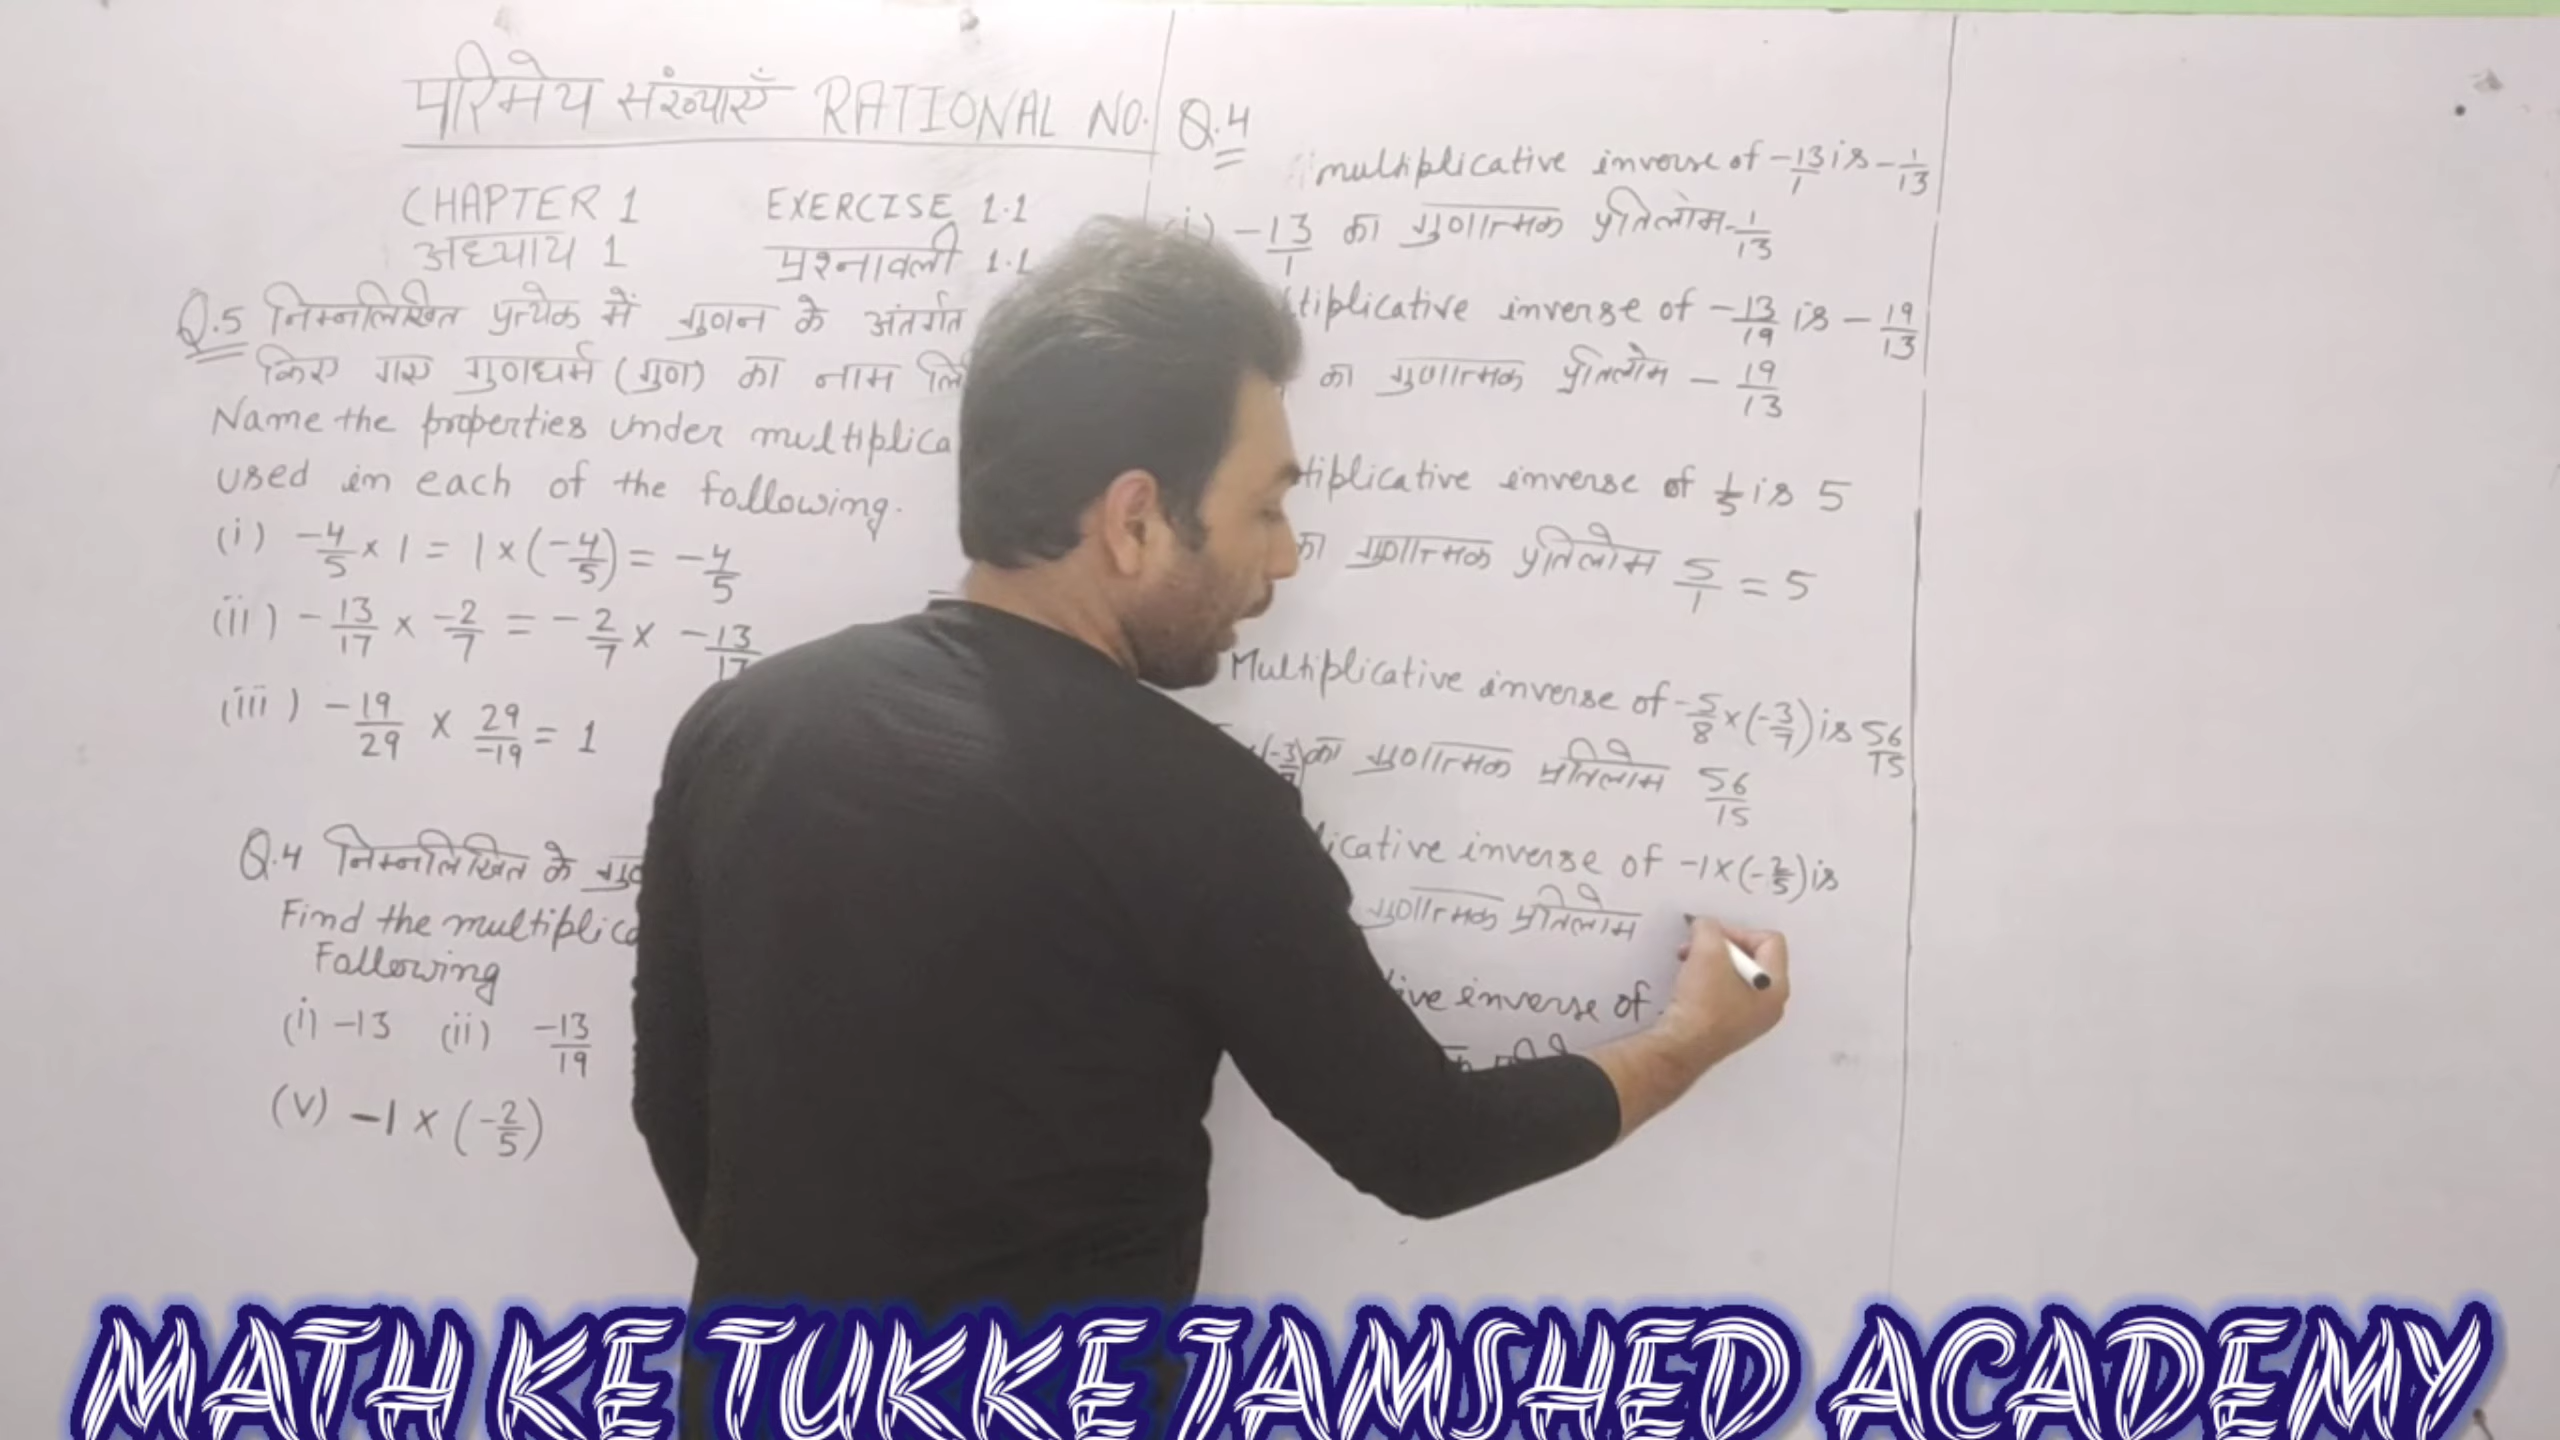 परिमेय संख्याएँ RATIONAL NO.
CHAPTER 1 EXERCISE 1.1
अध्याय 1 प्रश्नावली 1.1
Q.5 निम्नलिखित प्रत्येक में गुणन के अंतर्गत
किए गए गुणधर्म (गुण) का नाम लि
Name the properties under multiplica
used in each of the following.
(i) -4/5 × 1 = 1 × (-4/5) = -4/5
(ii) -13/17 × -2/7 = -2/7 × -13/17
(iii) -19/29 × 29/-19 = 1
Q.4 निम्नलिखित के गुण
Find the multiplica
Following
(i) -13 (ii) -13/19
(V) -1 × (-2/5)
Q.4
multiplicative inverse of -13/1 is -1/13
(i) -13/1 का गुणात्मक प्रतिलोम -1/13
tiplicative inverse of -13/19 is -19/13
का गुणात्मक प्रतिलोम -19/13
tiplicative inverse of 1/5 is 5
का गुणात्मक प्रतिलोम 5/1 = 5
Multiplicative inverse of -5/8 × (-3/7) is 56/15
का गुणात्मक प्रतिलोम 56/15
licative inverse of -1 × (-2/5) is
गुणात्मक प्रतिलोम
ive inverse of
MATH KE TUKKE JAMSHED ACADEMY